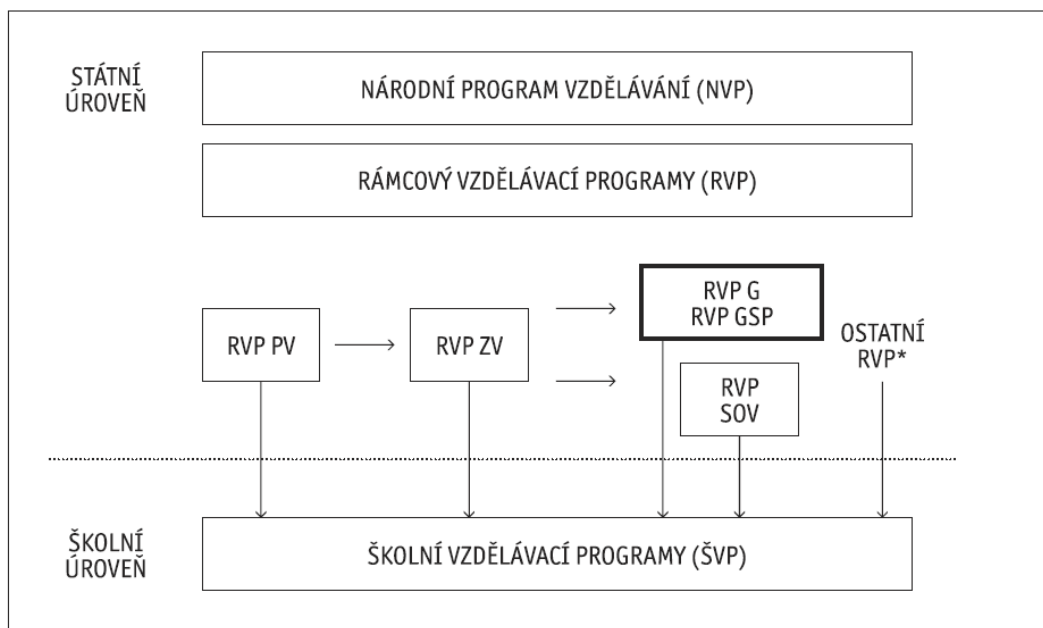 STÁTNÍ
ÚROVEŇ
NÁRODNÍ PROGRAM VZDĚLÁVÁNÍ (NVP)
RÁMCOVÝ VZDĚLÁVACÍ PROGRAMY (RVP)
RVP PV
RVP ZV
RVP G
RVP GSP
RVP
SOV
OSTATNÍ
RVP*
ŠKOLNÍ
ÚROVEŇ
ŠKOLNÍ VZDĚLÁVACÍ PROGRAMY (ŠVP)